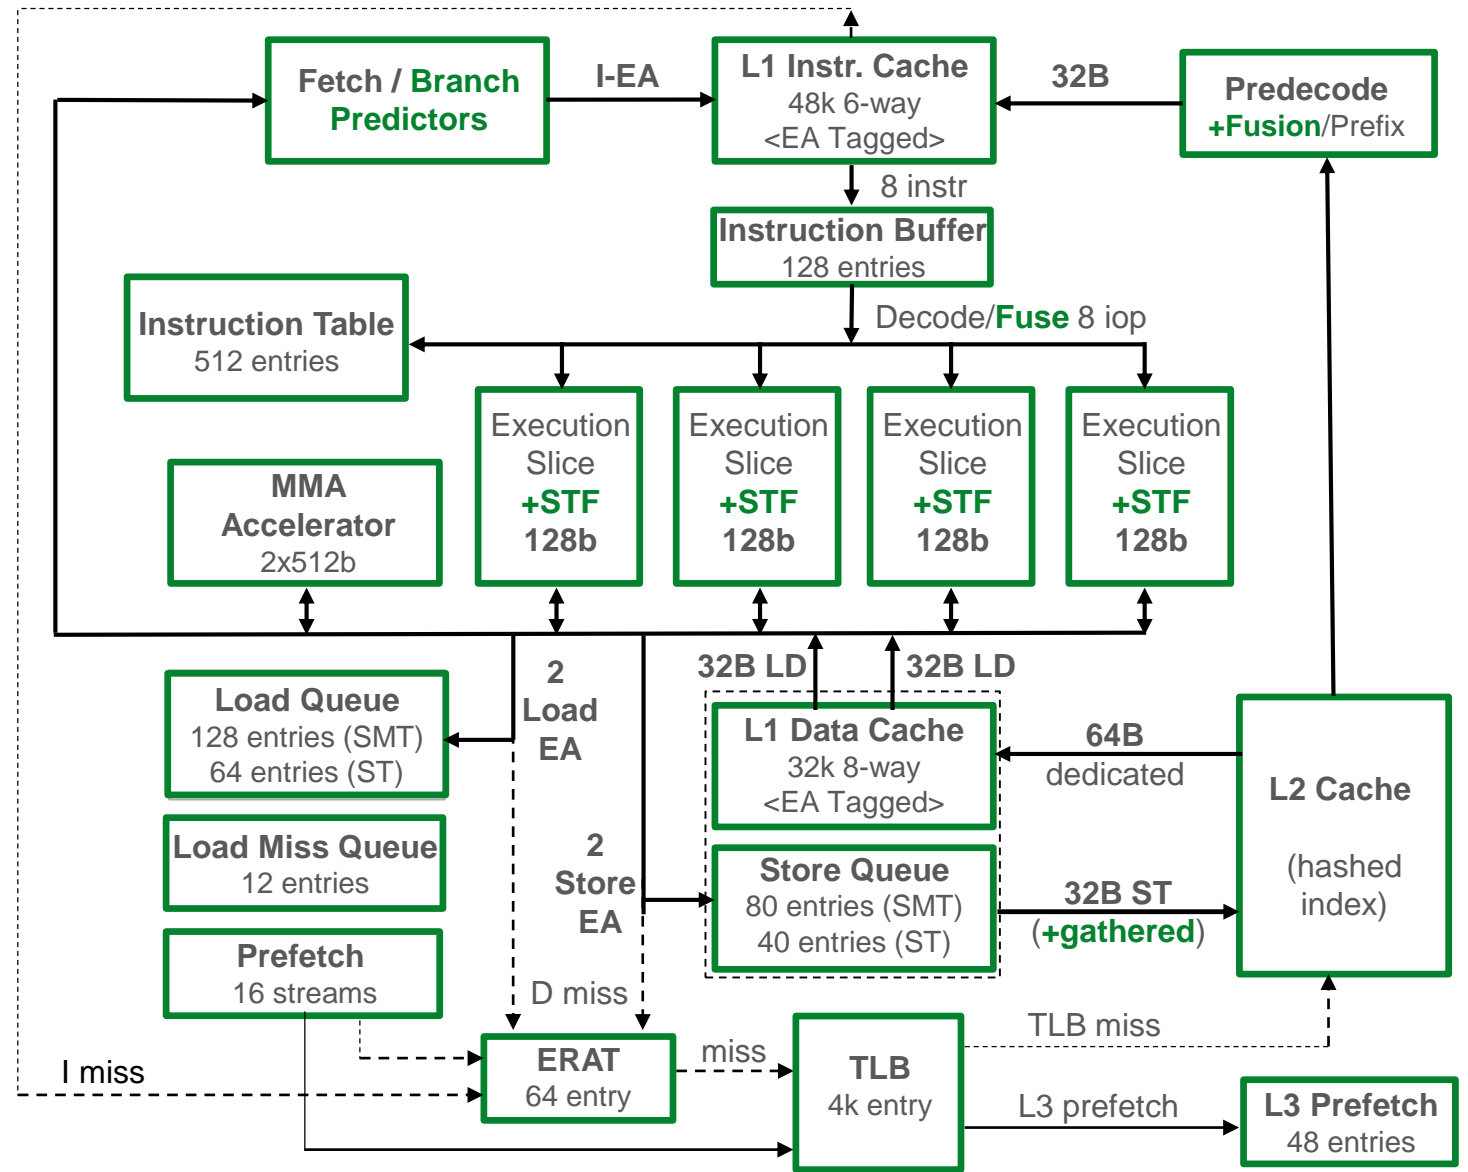 Fetch / Branch
Predictors
I-EA
L1 Instr. Cache
48k 6-way
<EA Tagged>
32B
Predecode
+Fusion/Prefix
8 instr
Instruction Buffer
128 entries
Decode/Fuse 8 iop
Instruction Table
512 entries
Execution
Slice
+STF
128b
Execution
Slice
+STF
128b
Execution
Slice
+STF
128b
Execution
Slice
+STF
128b
MMA
Accelerator
2x512b
32B LD
32B LD
2
Load
EA
Load Queue
128 entries (SMT)
64 entries (ST)
L1 Data Cache
32k 8-way
<EA Tagged>
64B
dedicated
L2 Cache
(hashed
index)
Load Miss Queue
12 entries
2
Store
EA
Store Queue
80 entries (SMT)
40 entries (ST)
32B ST
(+gathered)
Prefetch
16 streams
D miss
I miss
ERAT
64 entry
miss
TLB
4k entry
TLB miss
L3 prefetch
L3 Prefetch
48 entries